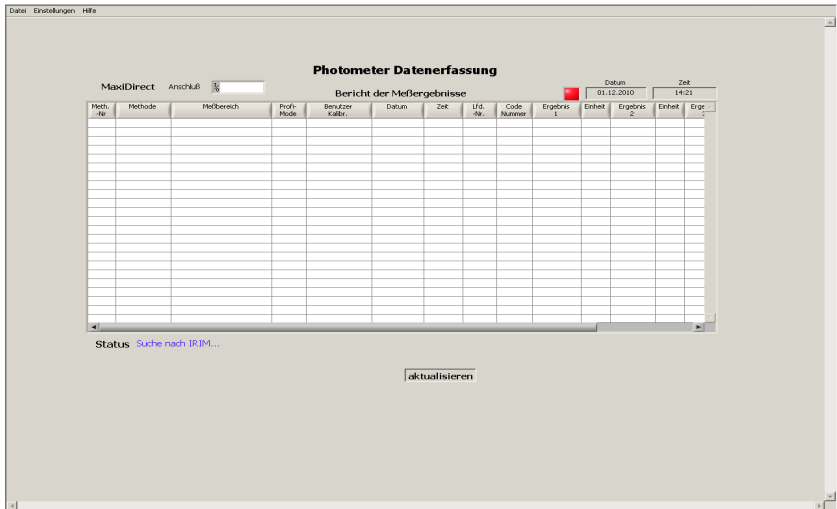 Datei Einstellungen Hilfe
Photometer Datenerfassung
MaxiDirect Anschluß
Bericht der Meßergebnisse
Datum Zeit
01.12.2010 14:21
Meth. -Nr Methode Meßbereich Profi- Mode Benutzer Kalibr. Datum Zeit Lfd. -Nr. Code Nummer Ergebnis 1 Einheit Ergebnis 2 Einheit Erge
Status Suche nach IRIM...
aktualisieren